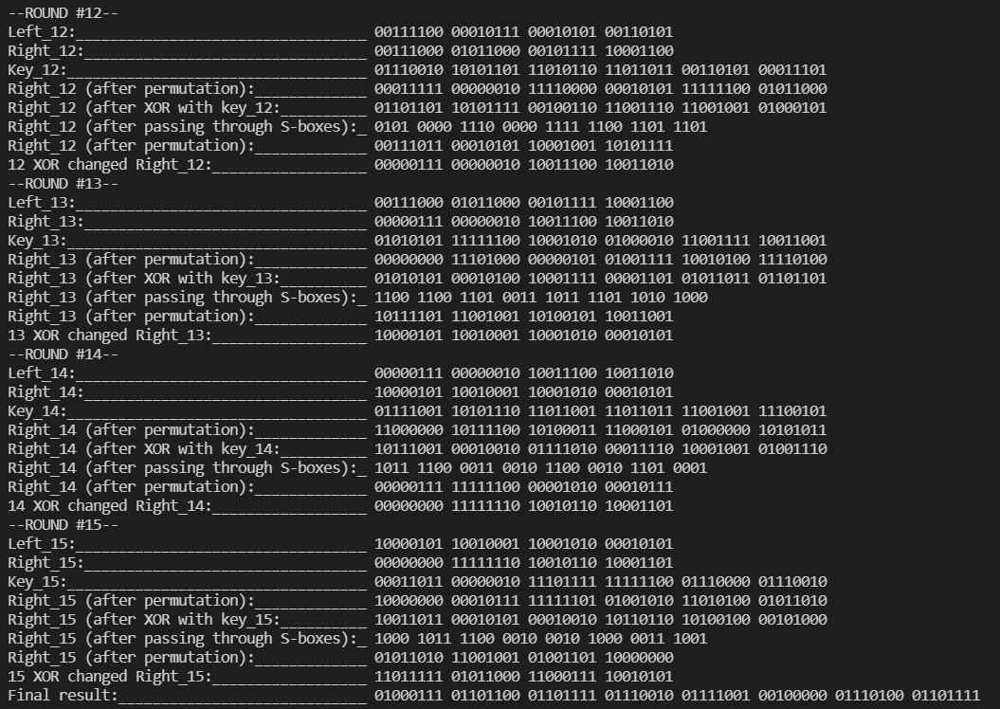 --ROUND #12--
Left_12:__________________________________ 00111100 00010111 00010101 00110101
Right_12:_________________________________ 00111000 01011000 00101111 10001100
Key_12:___________________________________ 01110010 10101101 11010110 11011011 00110101 00011101
Right_12 (after permutation):_____________ 00011111 00000010 11110000 00010101 11111100 01011000
Right_12 (after XOR with key_12:__________ 01101101 10101111 00100110 11001110 11001001 01000101
Right_12 (after passing through S-boxes):_ 0101 0000 1110 0000 1111 1100 1101 1101
Right_12 (after permutation):_____________ 00111011 00010101 10001001 10101111
12 XOR changed Right_12:__________________ 00000111 00000010 10011100 10011010
--ROUND #13--
Left_13:__________________________________ 00111000 01011000 00101111 10001100
Right_13:_________________________________ 00000111 00000010 10011100 10011010
Key_13:___________________________________ 01010101 11111100 10001010 01000010 11001111 10011001
Right_13 (after permutation):_____________ 00000000 11101000 00000101 01001111 10010100 11110100
Right_13 (after XOR with key_13:__________ 01010101 00010100 10001111 00001101 01011011 01101101
Right_13 (after passing through S-boxes):_ 1100 1100 1101 0011 1011 1101 1010 1000
Right_13 (after permutation):_____________ 10111101 11001001 10100101 10011001
13 XOR changed Right_13:__________________ 10000101 10010001 10001010 00010101
--ROUND #14--
Left_14:__________________________________ 00000111 00000010 10011100 10011010
Right_14:_________________________________ 10000101 10010001 10001010 00010101
Key_14:___________________________________ 01111001 10101110 11011001 11011011 11001001 11100101
Right_14 (after permutation):_____________ 11000000 10111100 10100011 11000101 01000000 10101011
Right_14 (after XOR with key_14:__________ 10111001 00010010 01111010 00011110 10001001 01001110
Right_14 (after passing through S-boxes):_ 1011 1100 0011 0010 1100 0010 1101 0001
Right_14 (after permutation):_____________ 00000111 11111100 00001010 00010111
14 XOR changed Right_14:__________________ 00000000 11111110 10010110 10001101
--ROUND #15--
Left_15:__________________________________ 10000101 10010001 10001010 00010101
Right_15:_________________________________ 00000000 11111110 10010110 10001101
Key_15:___________________________________ 00011011 00000010 11101111 11111100 01110000 01110010
Right_15 (after permutation):_____________ 10000000 00010111 11111101 01001010 11010100 01011010
Right_15 (after XOR with key_15:__________ 10011011 00010101 00010010 10110110 10100100 00101000
Right_15 (after passing through S-boxes):_ 1000 1011 1100 0010 0010 1000 0011 1001
Right_15 (after permutation):_____________ 01011010 11001001 01001101 10000000
15 XOR changed Right_15:__________________ 11011111 01011000 11000111 10010101
Final result:_____________________________ 01000111 01101100 01101111 01110010 01111001 00100000 01110100 01101111